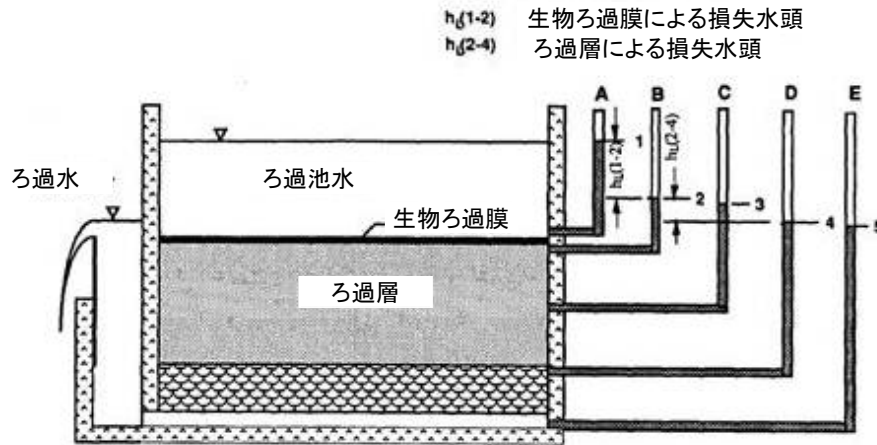 hL(1-2) 生物ろ過膜による損失水頭
hL(2-4) ろ過層による損失水頭
A B C D E
1
hL(1-2)
hL(2-4)
ろ過水
ろ過池水
2
3
生物ろ過膜
4
5
ろ過層